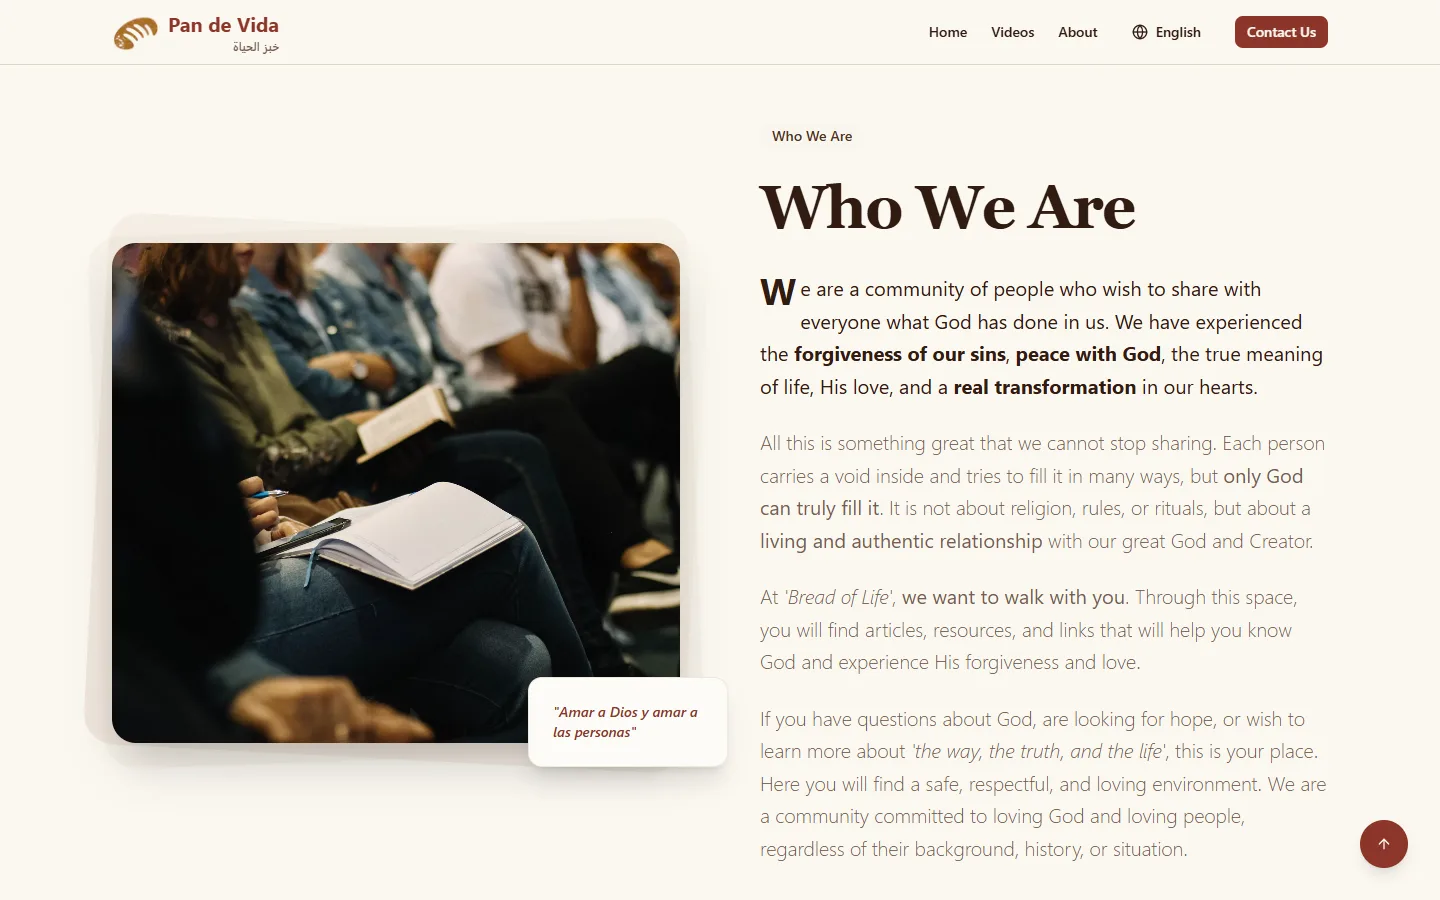 Pan de Vida
خبز الحياة
Home
Videos
About
English
Contact Us
Who We Are
Who We Are
We are a community of people who wish to share with
everyone what God has done in us. We have experienced
the forgiveness of our sins, peace with God, the true meaning
of life, His love, and a real transformation in our hearts.
All this is something great that we cannot stop sharing. Each person
carries a void inside and tries to fill it in many ways, but only God
can truly fill it. It is not about religion, rules, or rituals, but about a
living and authentic relationship with our great God and Creator.
At 'Bread of Life', we want to walk with you. Through this space,
you will find articles, resources, and links that will help you know
God and experience His forgiveness and love.
If you have questions about God, are looking for hope, or wish to
learn more about 'the way, the truth, and the life', this is your place.
Here you will find a safe, respectful, and loving environment. We are
a community committed to loving God and loving people,
regardless of their background, history, or situation.
"Amar a Dios y amar a
las personas"